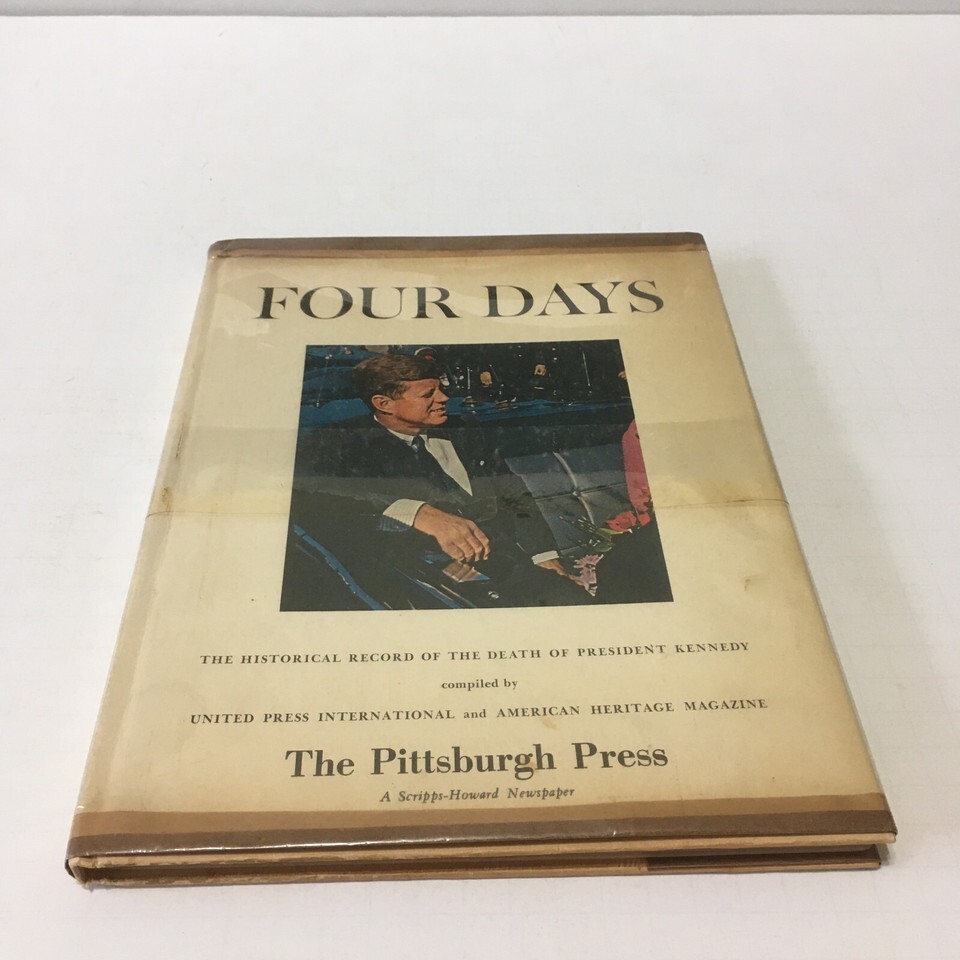 FOUR DAYS
THE HISTORICAL RECORD OF THE DEATH OF PRESIDENT KENNEDY
compiled by
UNITED PRESS INTERNATIONAL and AMERICAN HERITAGE MAGAZINE
The Pittsburgh Press
A Scripps-Howard Newspaper